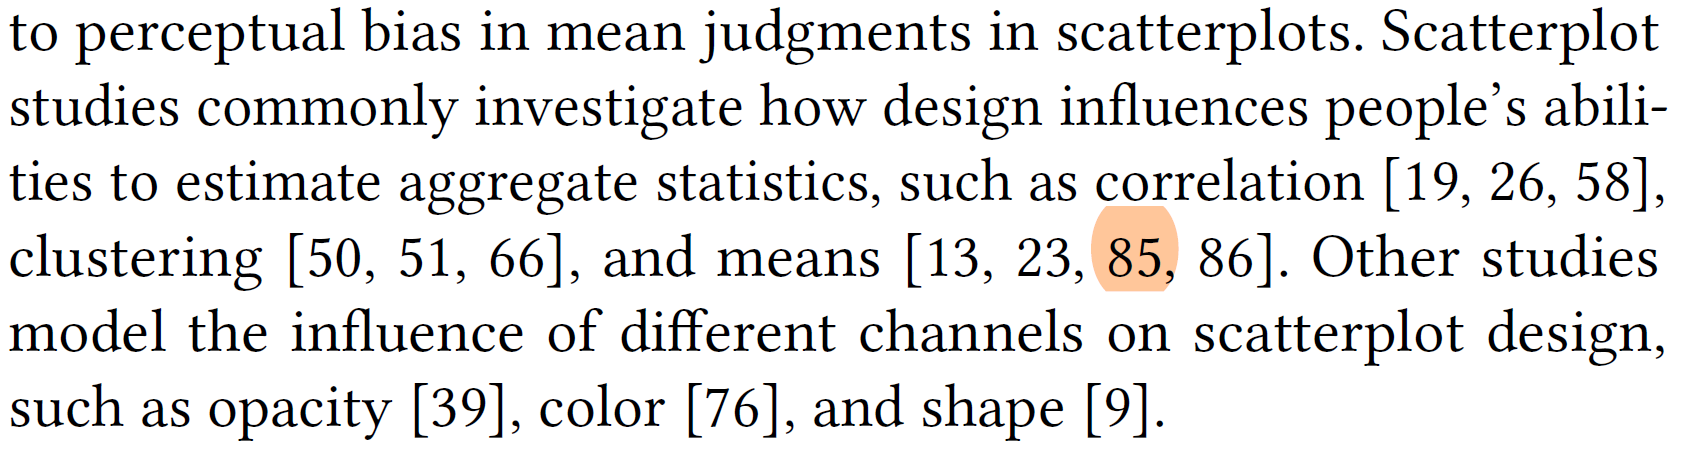 to perceptual bias in mean judgments in scatterplots. Scatterplot
studies commonly investigate how design influences people’s abili-
ties to estimate aggregate statistics, such as correlation [19, 26, 58],
clustering [50, 51, 66], and means [13, 23, 85, 86]. Other studies
model the influence of different channels on scatterplot design,
such as opacity [39], color [76], and shape [9].